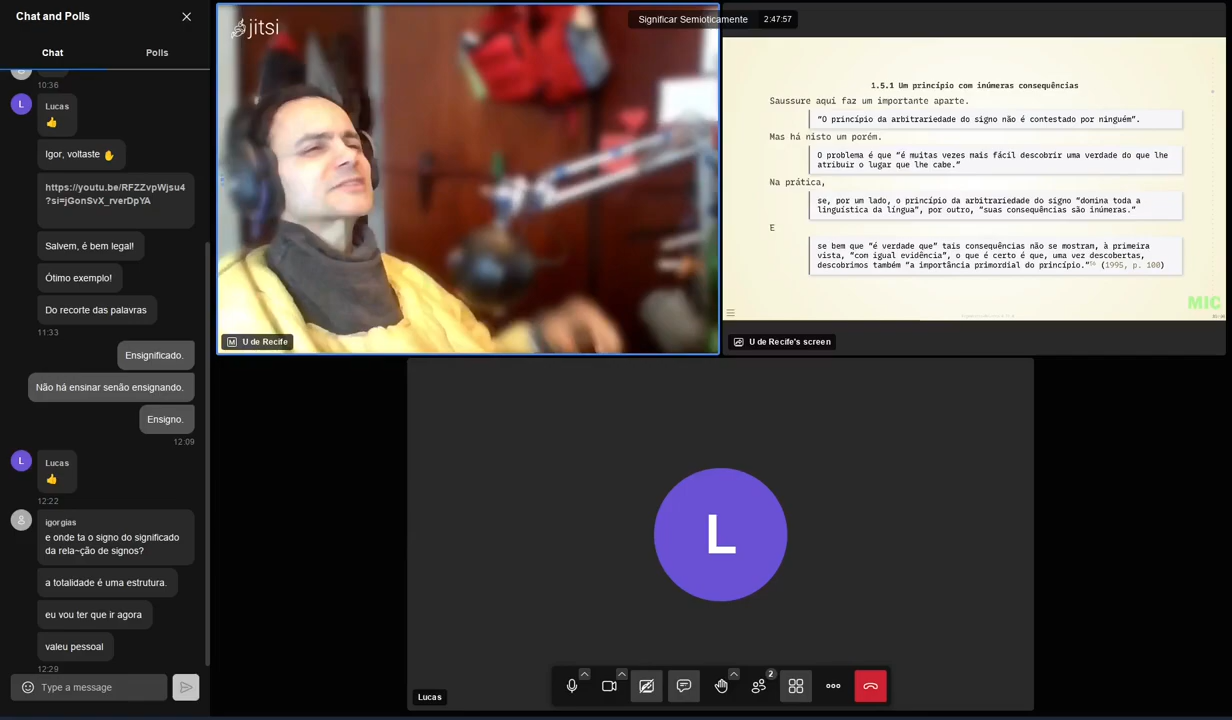 Chat and Polls
Chat
Polls
10:36
L
Lucas
👍
Igor, voltaste ✋
https://youtu.be/RFZZvpWjsu4
?si=jGonSvX_rverDpYA
Salvem, é bem legal!
Ótimo exemplo!
Do recorte das palavras
11:33
Ensignificado.
Não há ensinar senão ensignando.
Ensigno.
12:09
L
Lucas
👍
12:22
igorgias
e onde ta o signo do significado
da rela~ção de signos?
a totalidade é uma estrutura.
eu vou ter que ir agora
valeu pessoal
12:29
Type a message
jitsi
Significar Semioticamente
2:47:57
M
U de Recife
1.5.1 Um princípio com inúmeras consequências
Saussure aqui faz um importante aparte.
“O princípio da arbitrariedade do signo não é contestado por ninguém”.
Mas há nisto um porém.
O problema é que “é muitas vezes mais fácil descobrir uma verdade do que lhe
atribuir o lugar que lhe cabe.”
Na prática,
se, por um lado, o princípio da arbitrariedade do signo “domina toda a
linguística da língua”, por outro, “suas consequências são inúmeras.”
E
se bem que “é verdade que” tais consequências não se mostram, à primeira
vista, “com igual evidência”, o que é certo é que, uma vez descobertas,
descobrimos também “a importância primordial do princípio.” (1995, p. 100)
MIC
U de Recife's screen
L
Lucas
2